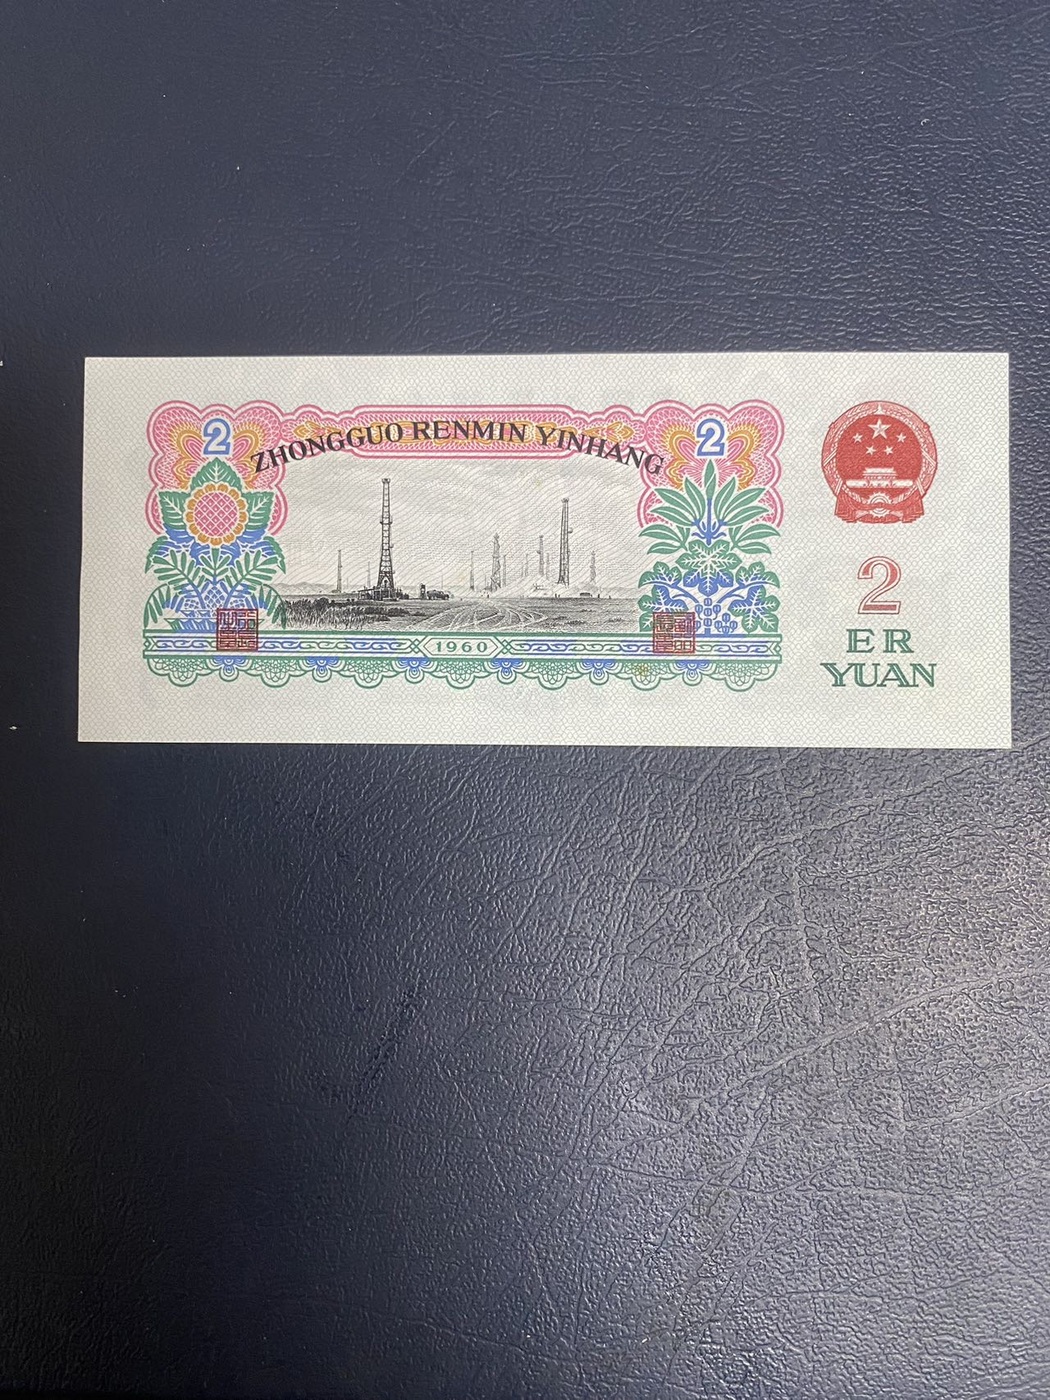 2
2
ZHONGGUO RENMIN YINHANG
1960
2
ER
YUAN